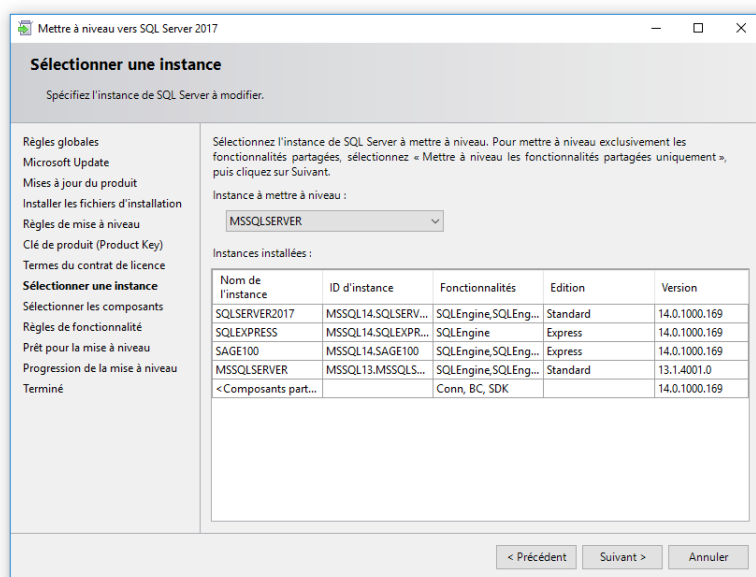 Mettre à niveau vers SQL Server 2017
Sélectionner une instance
Spécifiez l'instance de SQL Server à modifier.
Règles globales
Microsoft Update
Mises à jour du produit
Installer les fichiers d'installation
Règles de mise à niveau
Clé de produit (Product Key)
Termes du contrat de licence
Sélectionner une instance
Sélectionner les composants
Règles de fonctionnalité
Prêt pour la mise à niveau
Progression de la mise à niveau
Terminé
Sélectionnez l'instance de SQL Server à mettre à niveau. Pour mettre à niveau exclusivement les
fonctionnalités partagées, sélectionnez « Mettre à niveau les fonctionnalités partagées uniquement »,
puis cliquez sur Suivant.
Instance à mettre à niveau :
MSSQLSERVER
Instances installées :
Nom de l'instance ID d'instance Fonctionnalités Edition Version
SQLSERVER2017 MSSQL14.SQLSERV... SQLEngine,SQLEng... Standard 14.0.1000.169
SQLEXPRESS MSSQL14.SQLEXPR... SQLEngine Express 14.0.1000.169
SAGE100 MSSQL14.SAGE100 SQLEngine,SQLEng... Express 14.0.1000.169
MSSQLSERVER MSSQL13.MSSQLS... SQLEngine,SQLEng... Standard 13.1.4001.0
<Composants part... Conn, BC, SDK 14.0.1000.169
< Précédent Suivant > Annuler